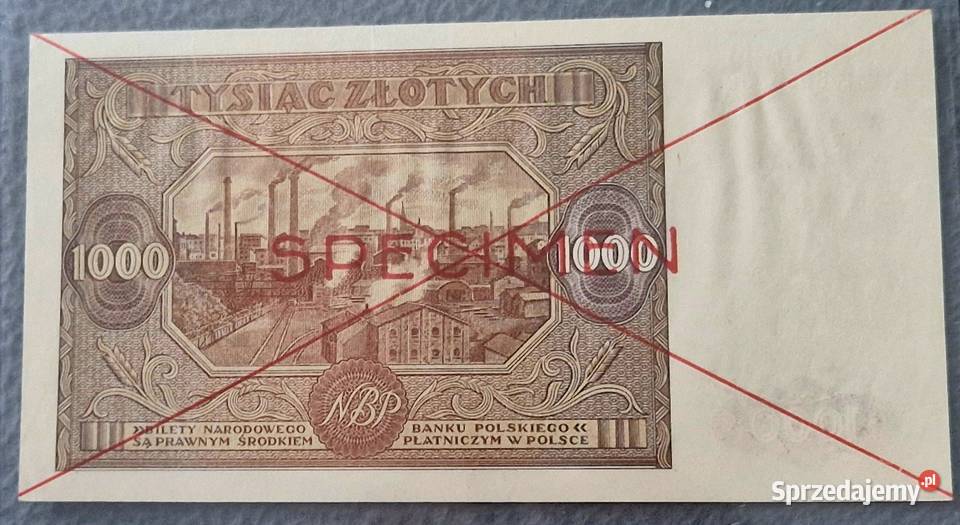 TYSIĄC ZŁOTYCH
1000 SPECIMEN 1000
NBP
»BILETY NARODOWEGO BANKU POLSKIEGO«
SĄ PRAWNYM ŚRODKIEM PŁATNICZYM W POLSCE
Sprzedajemy.pl